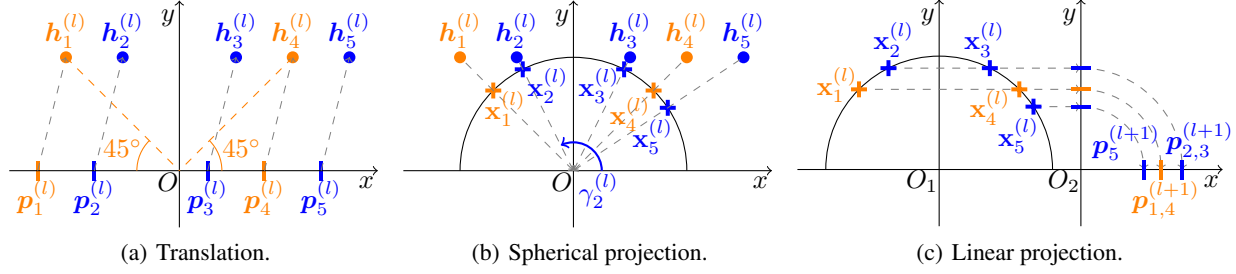 y
h_1^{(l)} h_2^{(l)} h_3^{(l)} h_4^{(l)} h_5^{(l)}
45° 45°
O x
p_1^{(l)} p_2^{(l)} p_3^{(l)} p_4^{(l)} p_5^{(l)}
(a) Translation.
y
h_1^{(l)} h_2^{(l)} h_3^{(l)} h_4^{(l)} h_5^{(l)}
x_1^{(l)} x_2^{(l)} x_3^{(l)} x_4^{(l)} x_5^{(l)}
O γ_2^{(l)} x
(b) Spherical projection.
y y
x_2^{(l)} x_3^{(l)}
x_1^{(l)} x_4^{(l)}
x_5^{(l)} p_5^{(l+1)} p_{2,3}^{(l+1)}
O_1 O_2 x
p_{1,4}^{(l+1)}
(c) Linear projection.